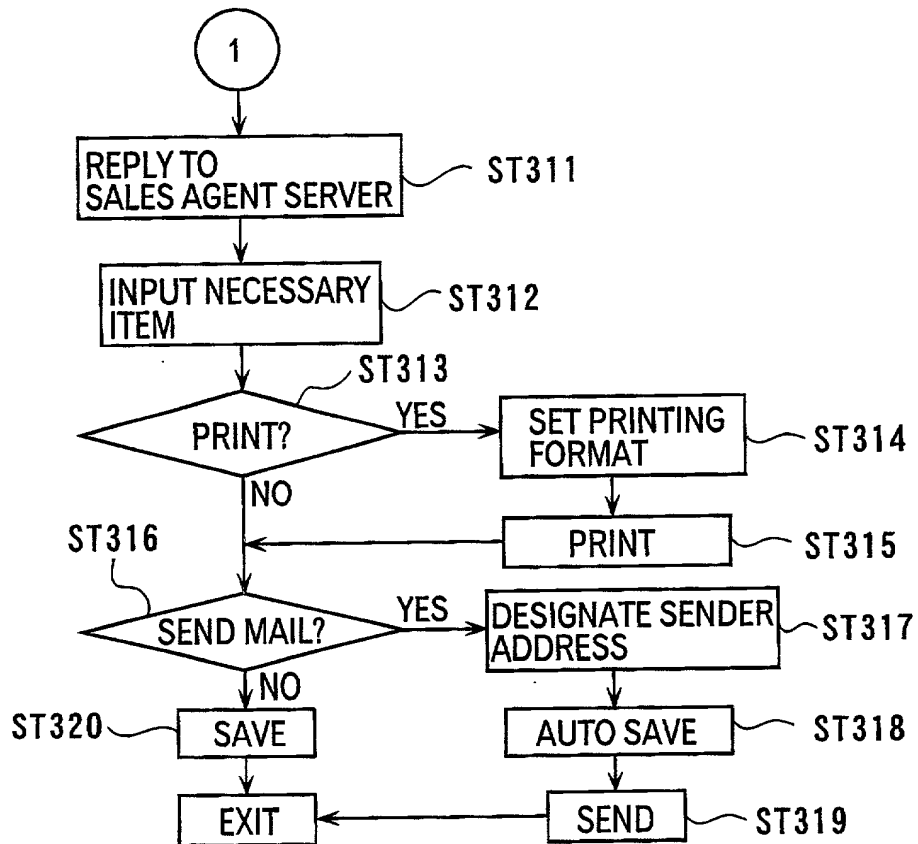 1
REPLY TO
SALES AGENT SERVER
ST311
INPUT NECESSARY
ITEM
ST312
ST313
PRINT?
YES
NO
SET PRINTING
FORMAT
ST314
PRINT
ST315
ST316
SEND MAIL?
YES
NO
DESIGNATE SENDER
ADDRESS
ST317
ST320
SAVE
AUTO SAVE
ST318
EXIT
SEND
ST319